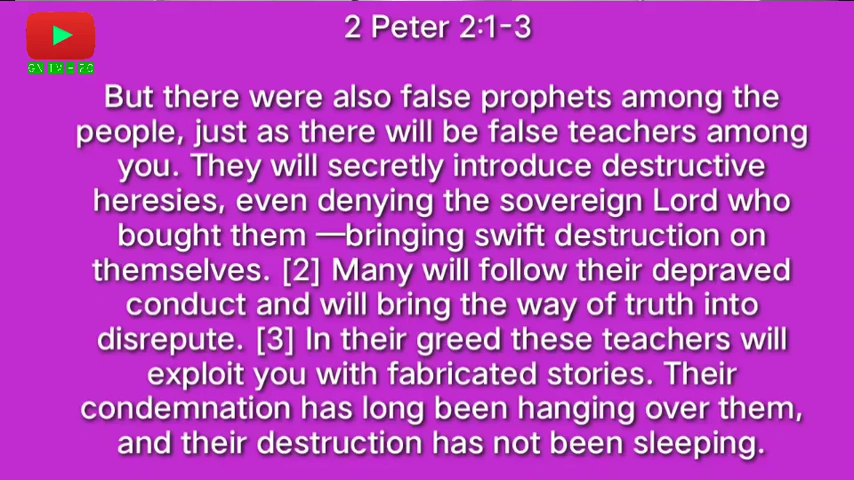 2 Peter 2:1-3
GN TV - 70
But there were also false prophets among the
people, just as there will be false teachers among
you. They will secretly introduce destructive
heresies, even denying the sovereign Lord who
bought them —bringing swift destruction on
themselves. [2] Many will follow their depraved
conduct and will bring the way of truth into
disrepute. [3] In their greed these teachers will
exploit you with fabricated stories. Their
condemnation has long been hanging over them,
and their destruction has not been sleeping.